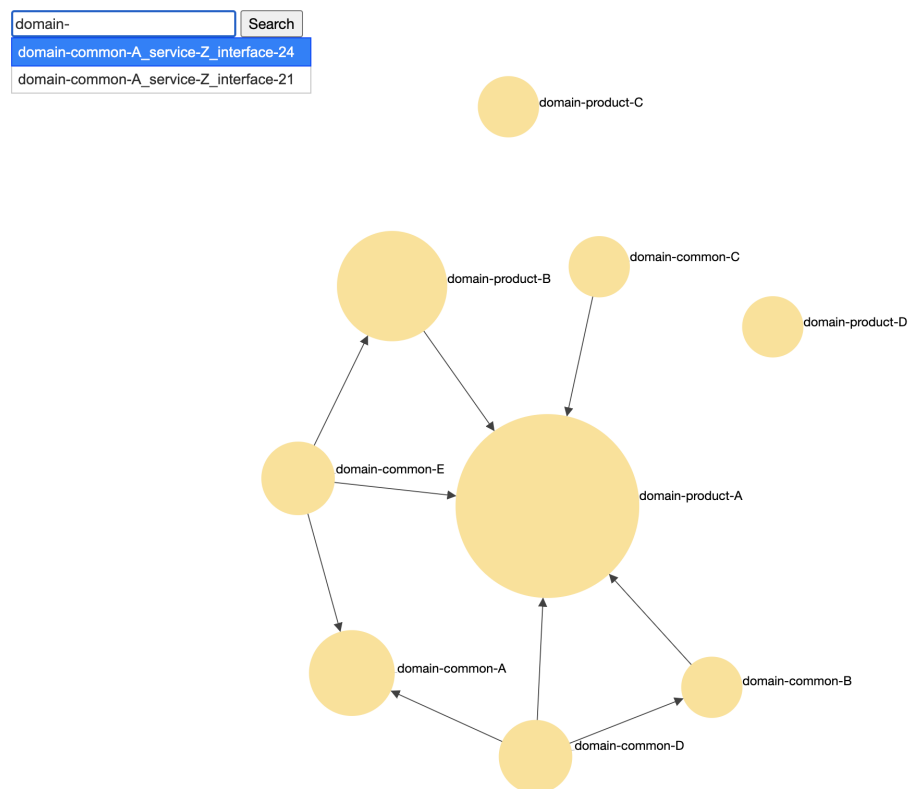 domain-
Search
domain-common-A_service-Z_interface-24
domain-common-A_service-Z_interface-21
domain-product-C
domain-common-C
domain-product-B
domain-product-D
domain-common-E
domain-product-A
domain-common-A
domain-common-B
domain-common-D